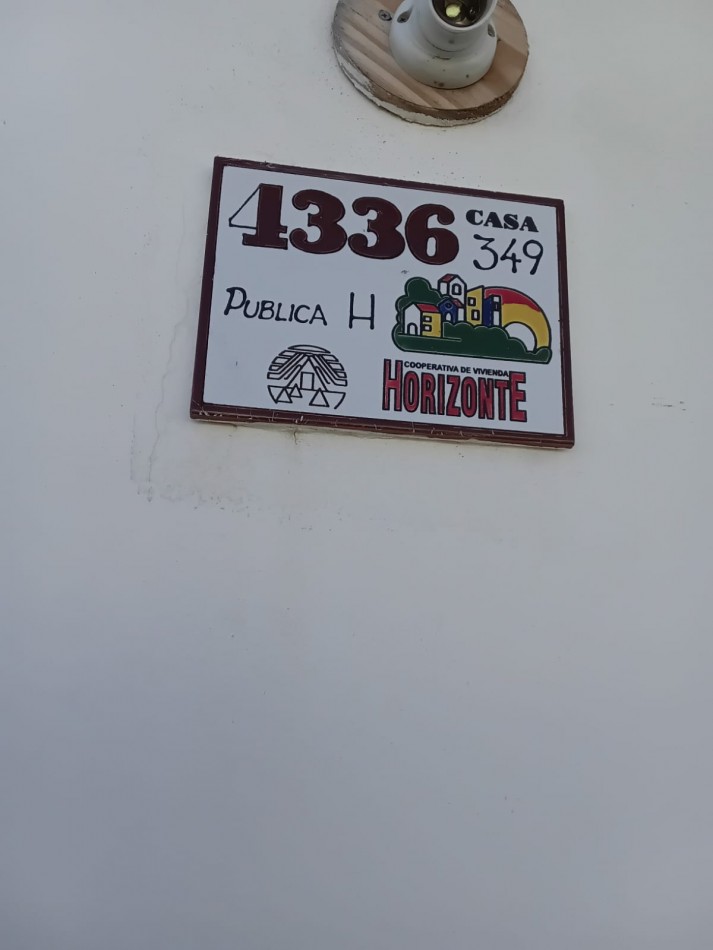 4336 CASA
349
PUBLICA H
COOPERATIVA DE VIVIENDA
HORIZONTE